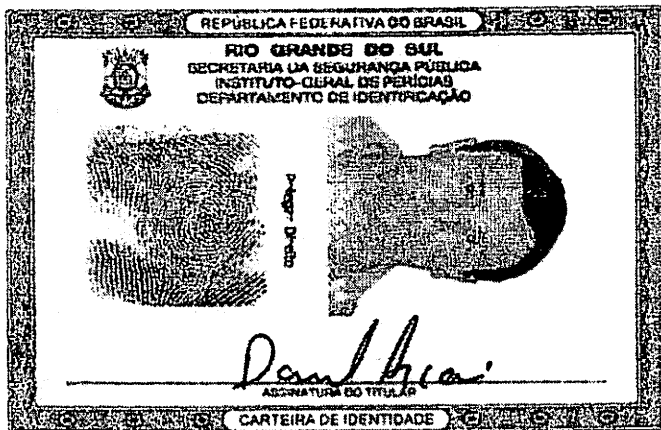 REPÚBLICA FEDERATIVA DO BRASIL
RIO GRANDE DO SUL
SECRETARIA DA SEGURANÇA PÚBLICA
INSTITUTO-GERAL DE PERÍCIAS
DEPARTAMENTO DE IDENTIFICAÇÃO
Polegar Direito
ASSINATURA DO TITULAR
CARTEIRA DE IDENTIDADE